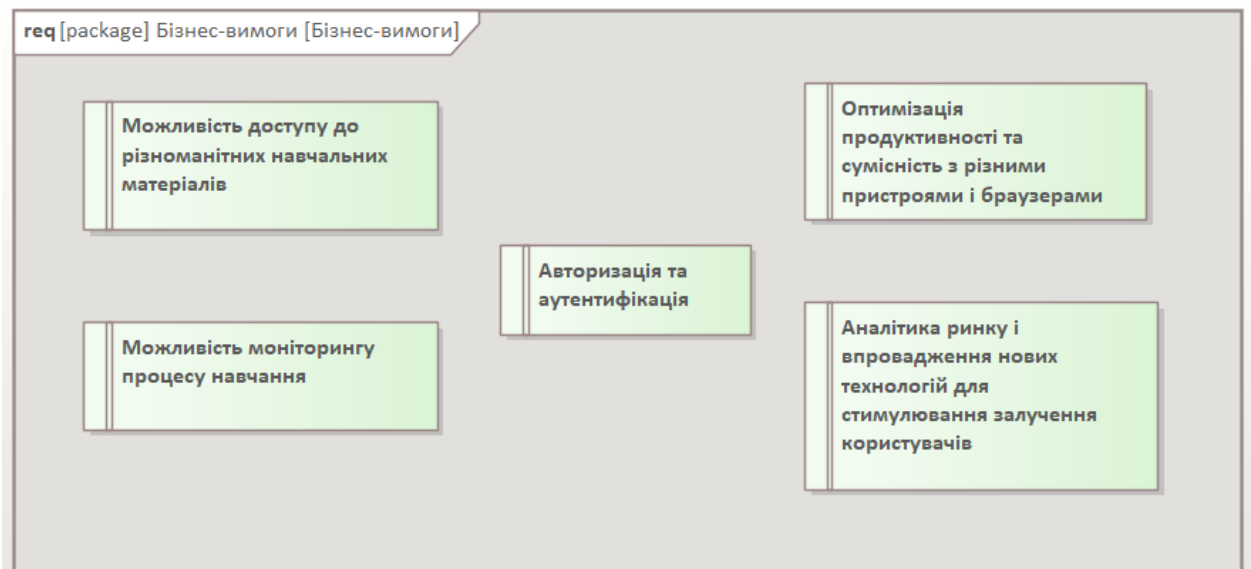 req [package] Бізнес-вимоги [Бізнес-вимоги]
Можливість доступу до
різноманітних навчальних
матеріалів
Оптимізація
продуктивності та
сумісність з різними
пристроями і браузерами
Авторизація та
аутентифікація
Можливість моніторингу
процесу навчання
Аналітика ринку і
впровадження нових
технологій для
стимулювання залучення
користувачів